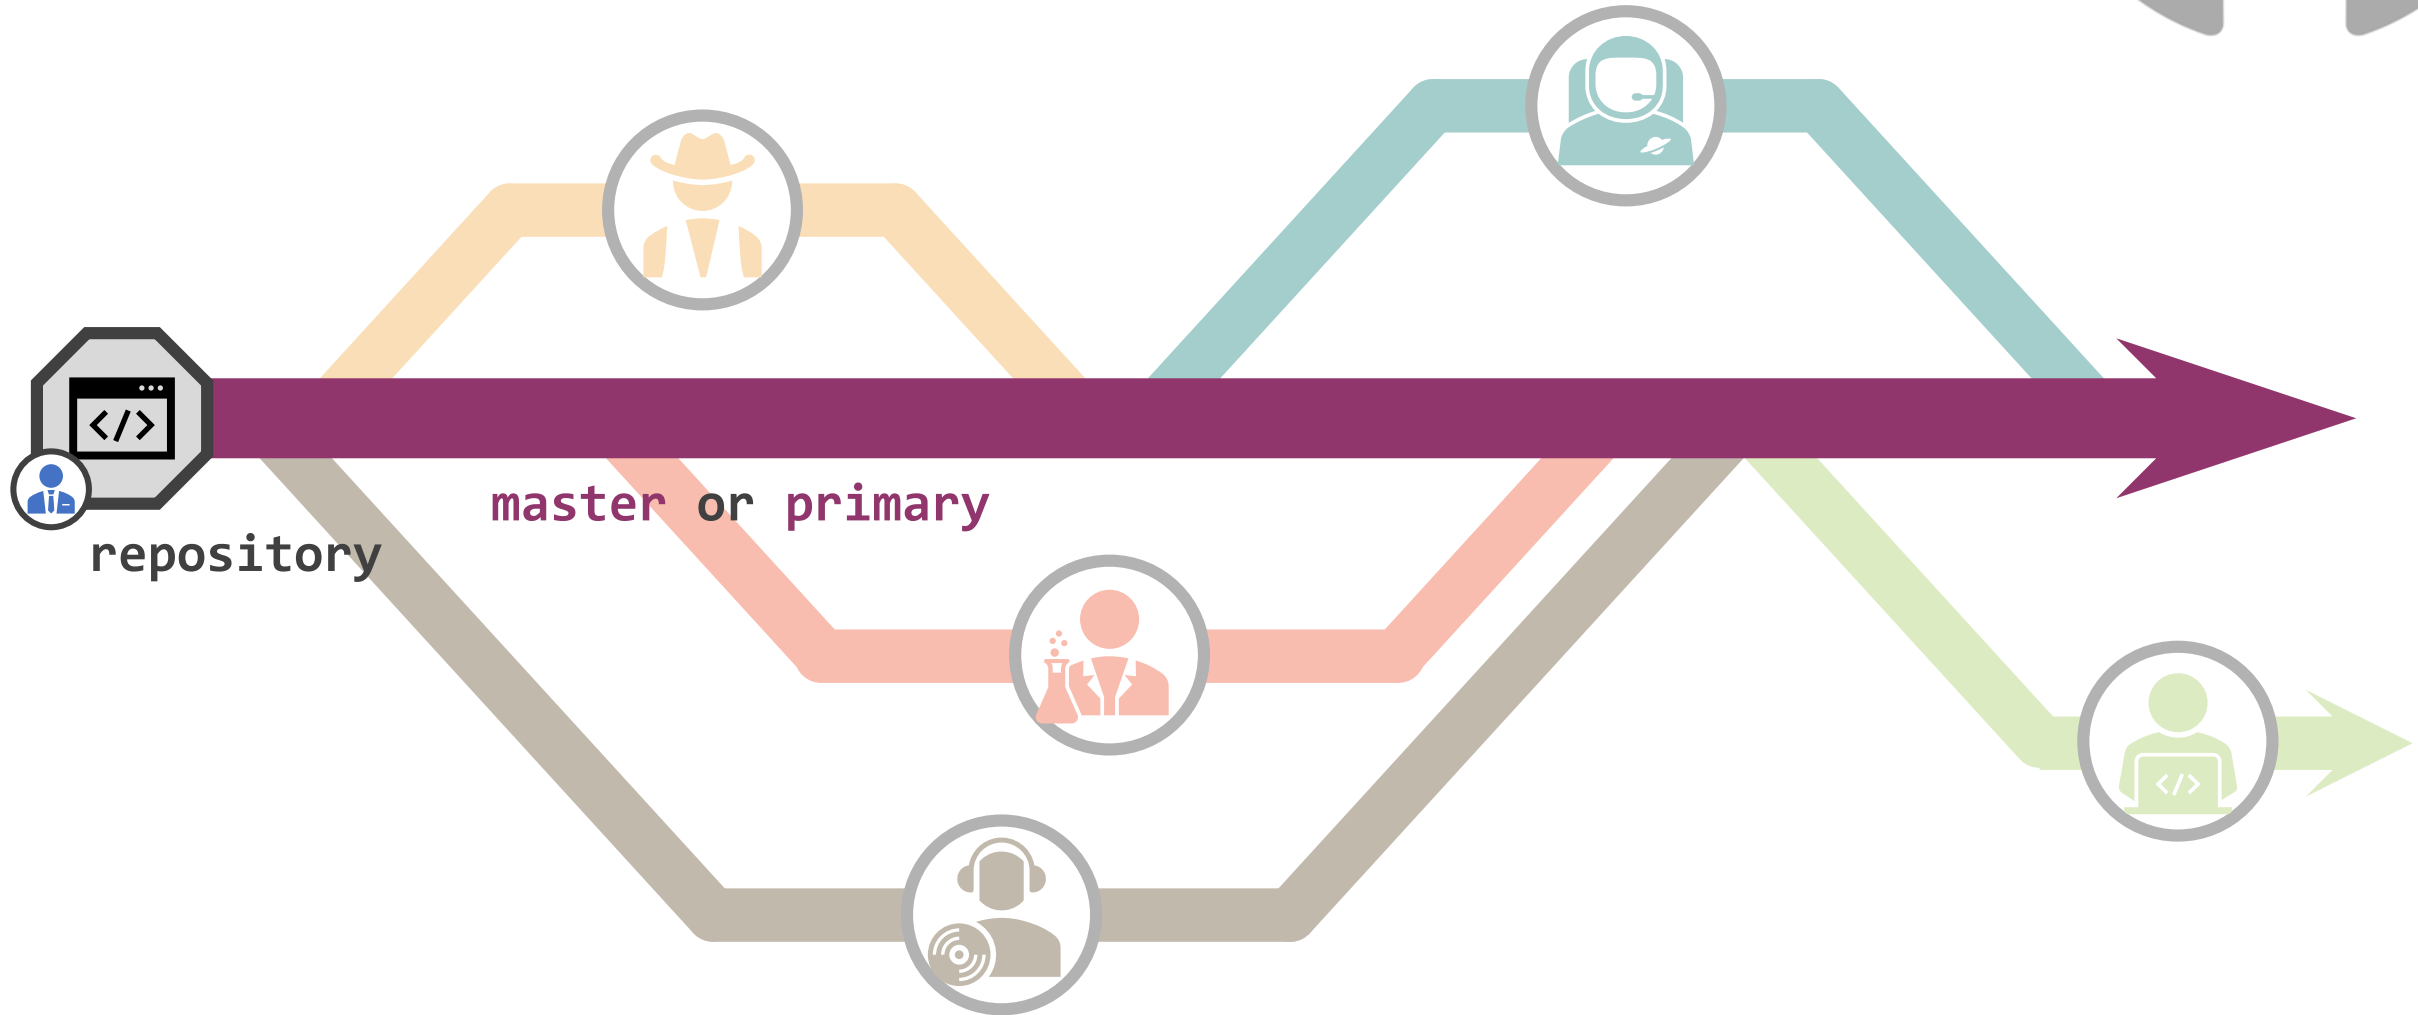 master or primary
repository
</>
</>